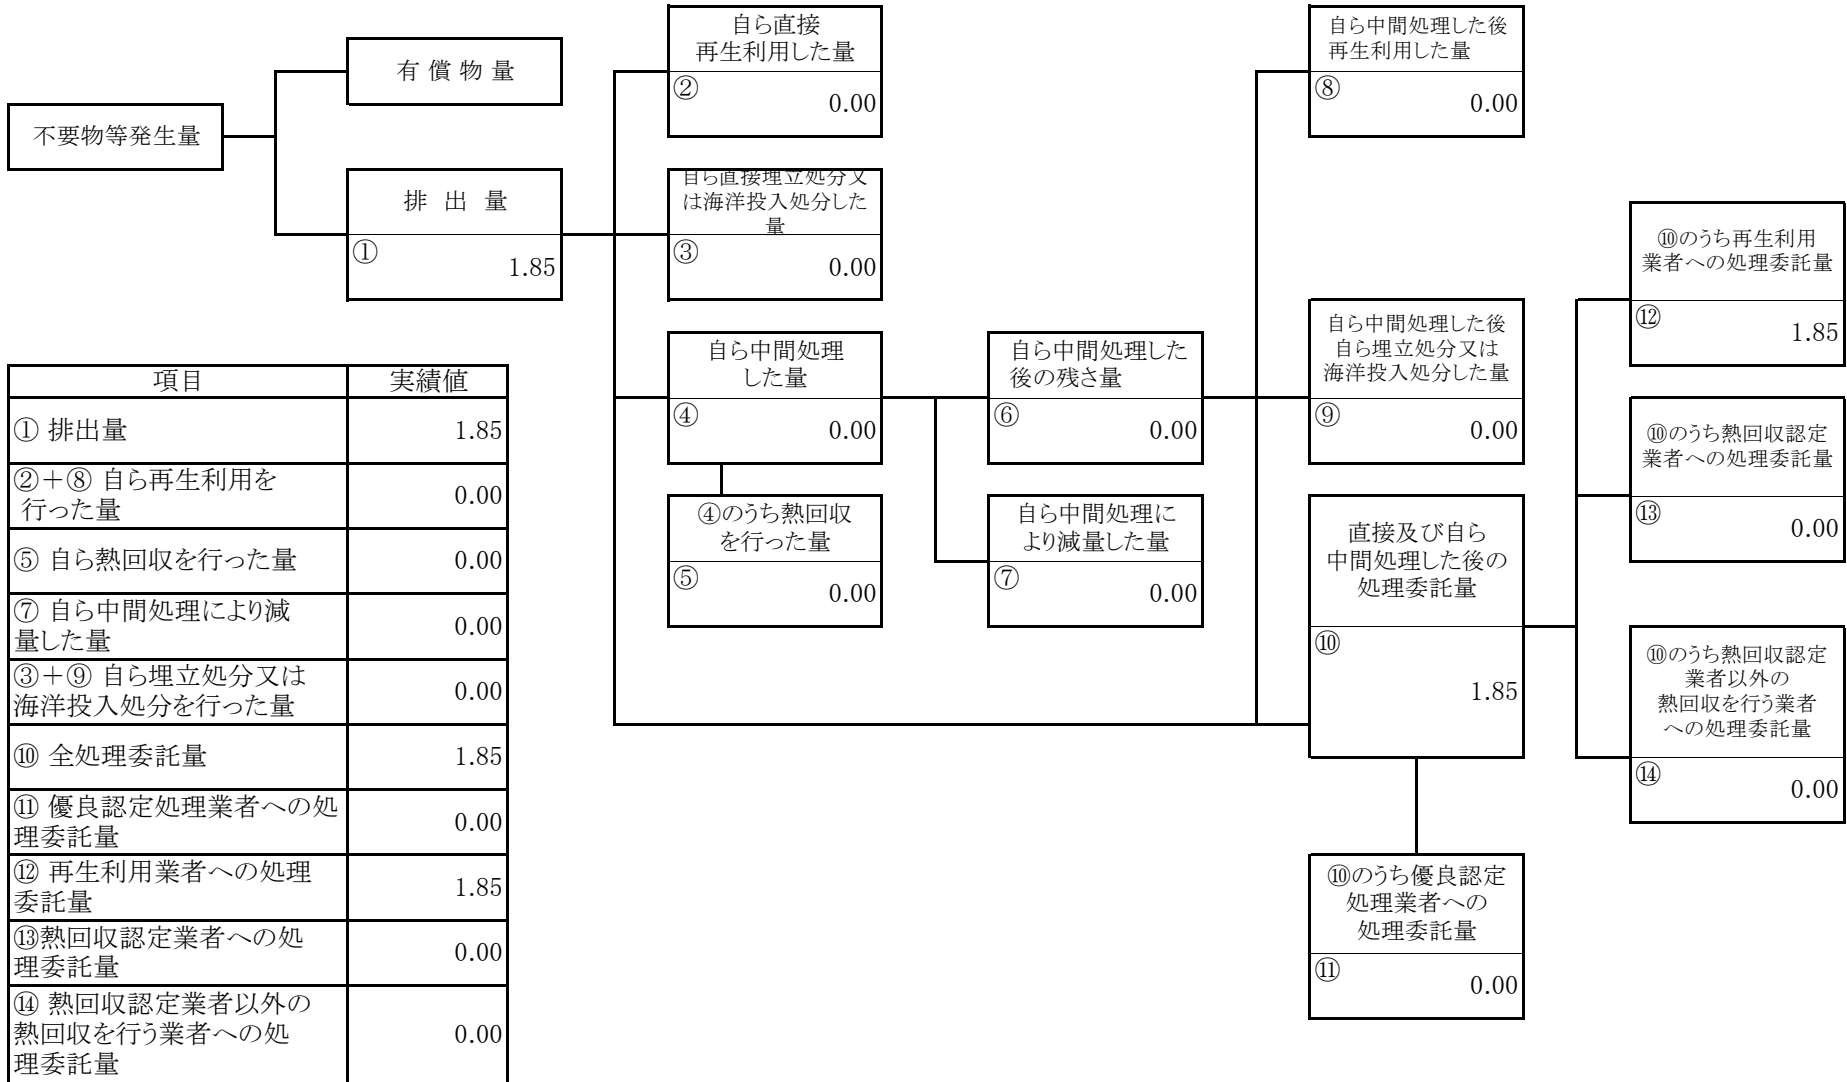 不要物等発生量
有 償 物 量
排 出 量
①
1.85
自ら直接
再生利用した量
②
0.00
自ら直接埋立処分又
は海洋投入処分した
量
③
0.00
自ら中間処理
した量
④
0.00
④のうち熱回収
を行った量
⑤
0.00
自ら中間処理した
後の残さ量
⑥
0.00
自ら中間処理に
より減量した量
⑦
0.00
自ら中間処理した後
再生利用した量
⑧
0.00
自ら中間処理した後
自ら埋立処分又は
海洋投入処分した量
⑨
0.00
直接及び自ら
中間処理した後の
処理委託量
⑩
1.85
⑩のうち優良認定
処理業者への
処理委託量
⑪
0.00
⑩のうち再生利用
業者への処理委託量
⑫
1.85
⑩のうち熱回収認定
業者への処理委託量
⑬
0.00
⑩のうち熱回収認定
業者以外の
熱回収を行う業者
への処理委託量
⑭
0.00
項目 実績値
① 排出量 1.85
②＋⑧ 自ら再生利用を
行った量 0.00
⑤ 自ら熱回収を行った量 0.00
⑦ 自ら中間処理により減
量した量 0.00
③＋⑨ 自ら埋立処分又は
海洋投入処分を行った量 0.00
⑩ 全処理委託量 1.85
⑪ 優良認定処理業者への処
理委託量 0.00
⑫ 再生利用業者への処理
委託量 1.85
⑬熱回収認定業者への処
理委託量 0.00
⑭ 熱回収認定業者以外の
熱回収を行う業者への処
理委託量 0.00